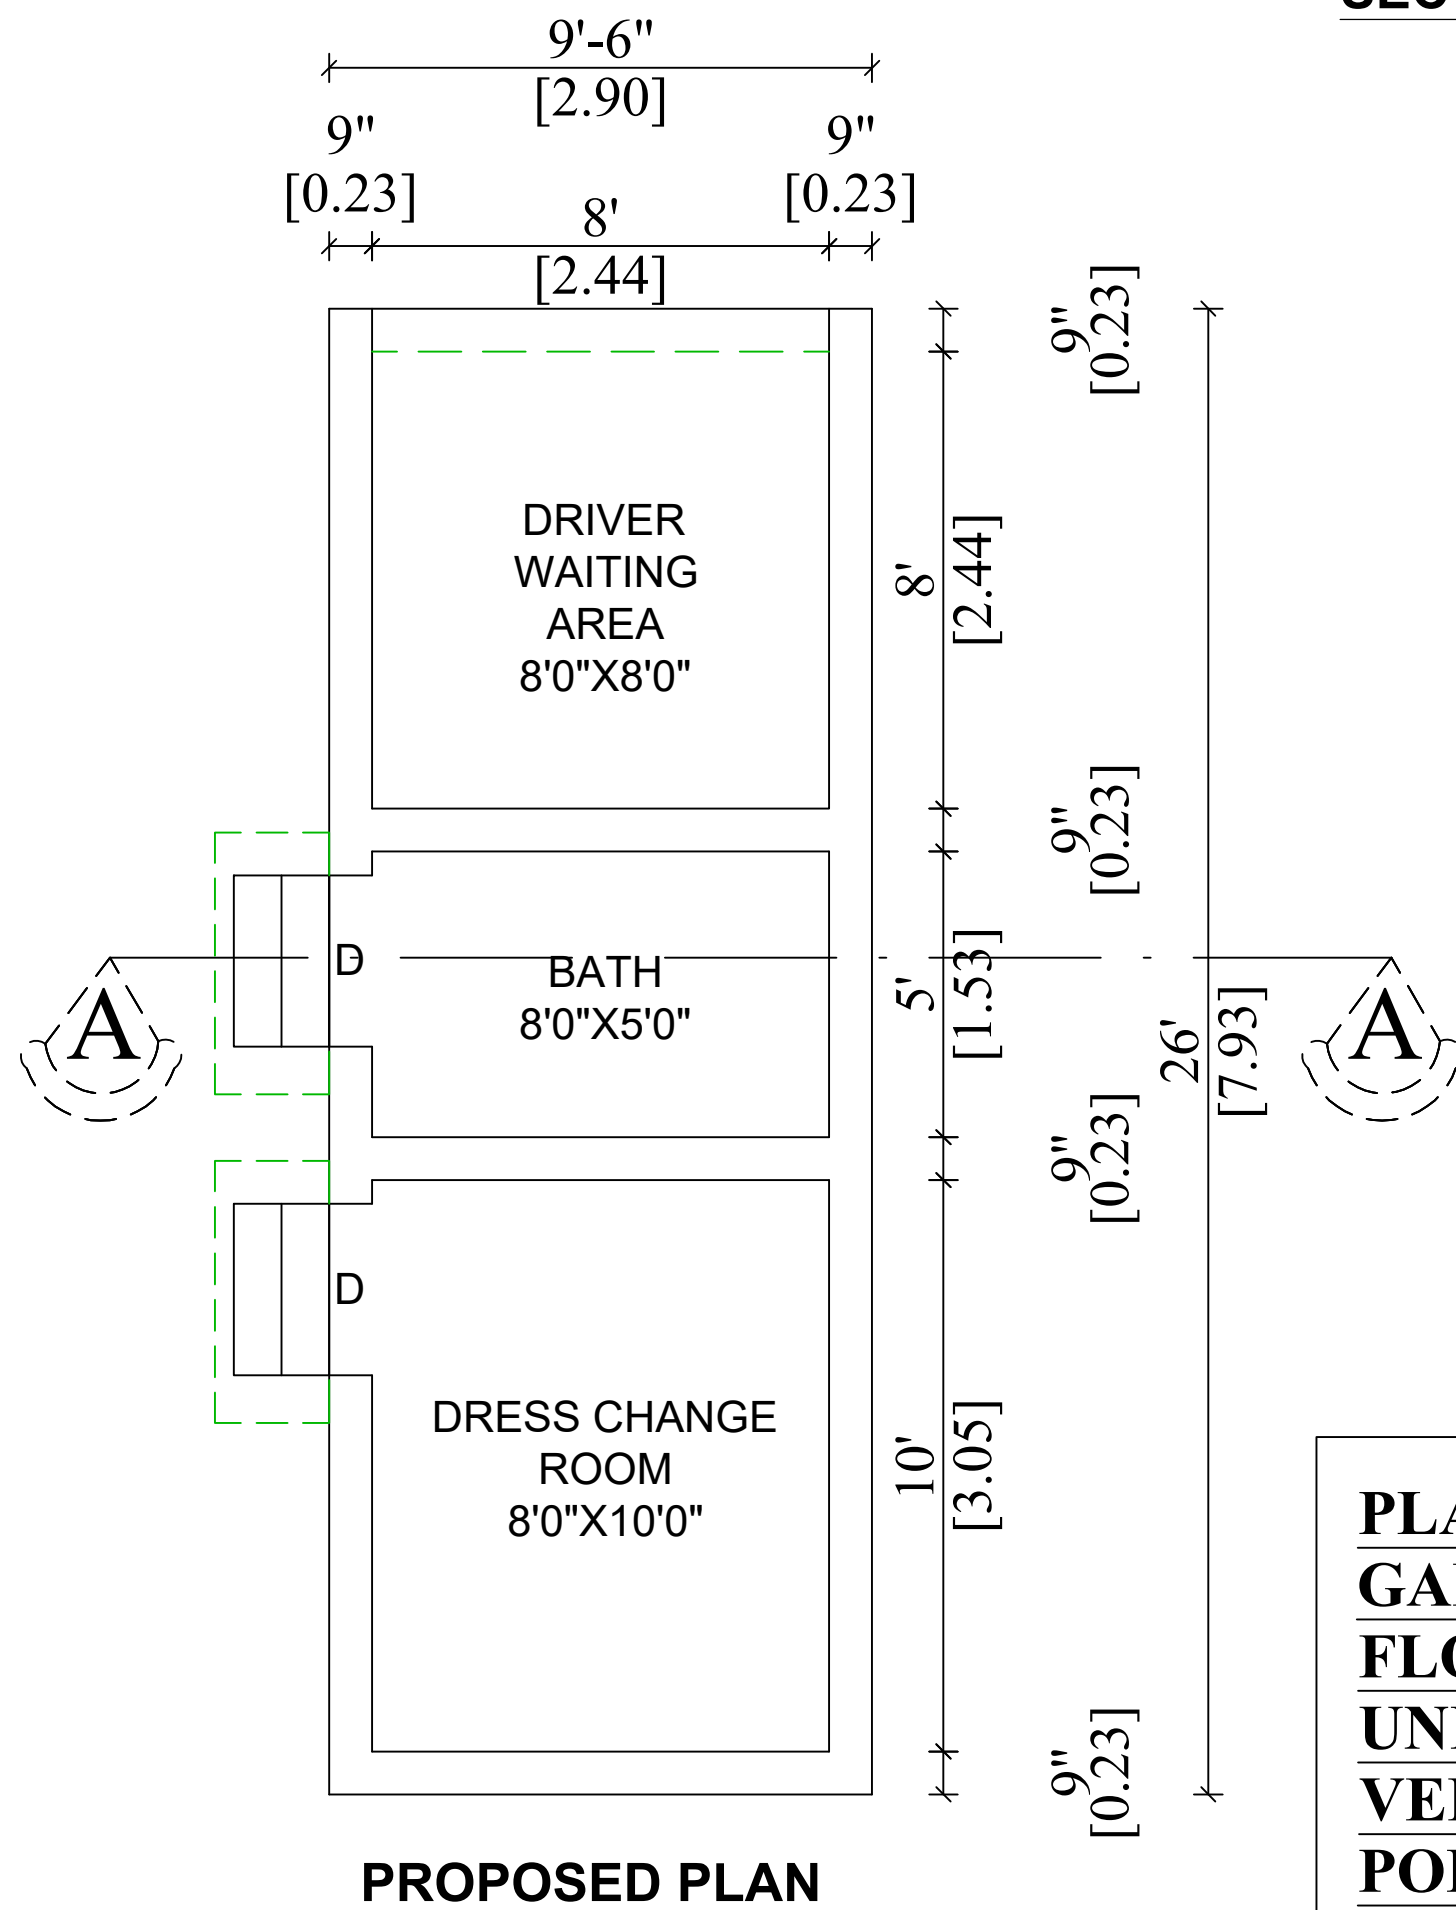 9'-6"
[2.90]
9"
[0.23]
9"
[0.23]
8'
[2.44]
9"
[0.23]
DRIVER
WAITING
AREA
8'0"X8'0"
8'
[2.44]
9"
[0.23]
D
BATH
8'0"X5'0"
5'
[1.53]
A
A
26'
[7.93]
9"
[0.23]
D
DRESS CHANGE
ROOM
8'0"X10'0"
10'
[3.05]
9"
[0.23]
PROPOSED PLAN